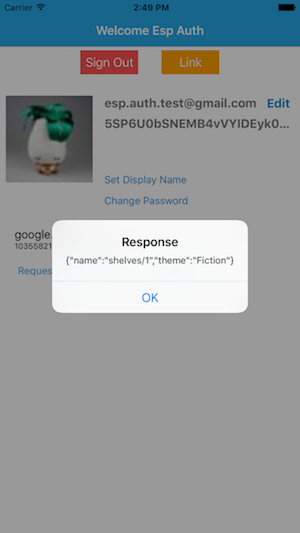 Carrier 2:49 PM
Welcome Esp Auth
Sign Out Link
esp.auth.test@gmail.com Edit
5SP6U0bSNEMB4vVYIDEyk0...
Set Display Name
Change Password
google.
10355821
Reques
Response
{"name":"shelves/1","theme":"Fiction"}
OK